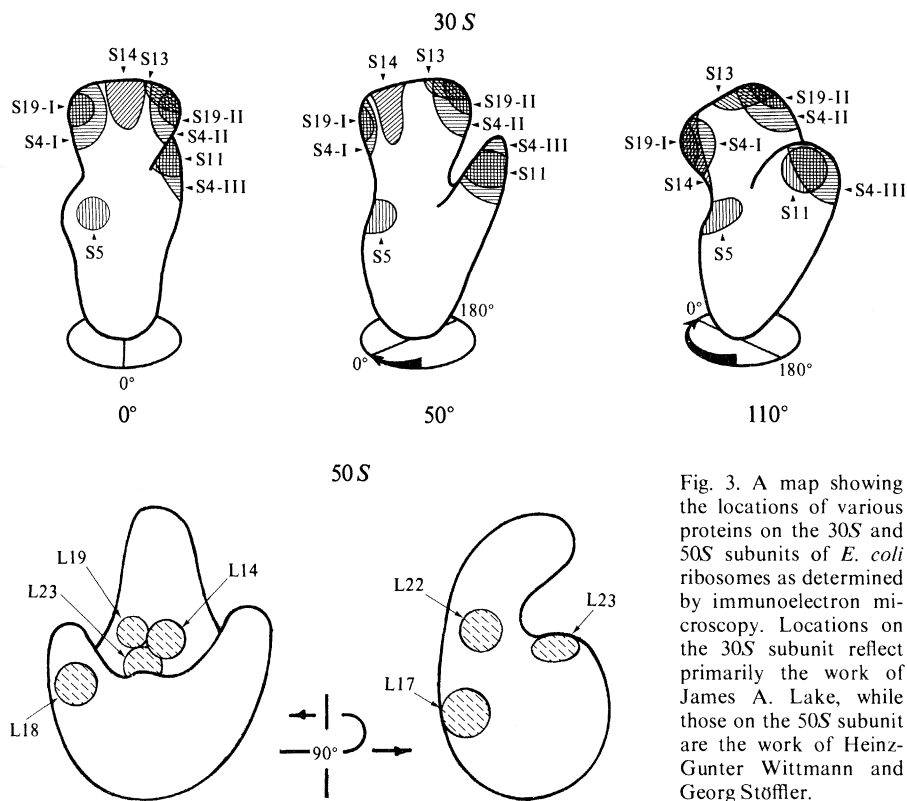 30 S
S14 S13
S19-I
S4-I
S19-II
S4-II
S11
S4-III
S5
0°
0°
S13
S14
S19-I
S4-I
S19-II
S4-II
S4-III
S11
S5
180°
0°
50°
S13
S19-II
S4-II
S19-I
S4-I
S14
S4-III
S11
S5
0°
180°
110°
50 S
L19
L23
L14
L18
90°
L22
L23
L17
Fig. 3. A map showing
the locations of various
proteins on the 30S and
50S subunits of E. coli
ribosomes as determined
by immunoelectron mi-
croscopy. Locations on
the 30S subunit reflect
primarily the work of
James A. Lake, while
those on the 50S subunit
are the work of Heinz-
Gunter Wittmann and
Georg Stöffler.